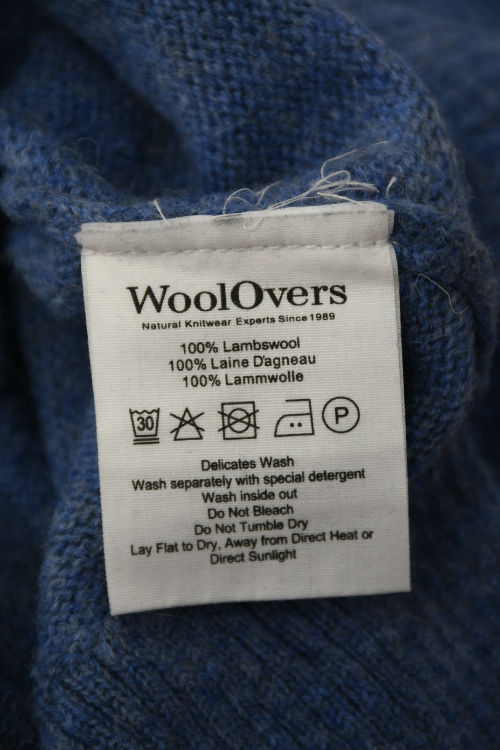 WoolOvers
Natural Knitwear Experts Since 1989
100% Lambswool
100% Laine D'agneau
100% Lammwolle
30 P
Delicates Wash
Wash separately with special detergent
Wash inside out
Do Not Bleach
Do Not Tumble Dry
Lay Flat to Dry, Away from Direct Heat or
Direct Sunlight